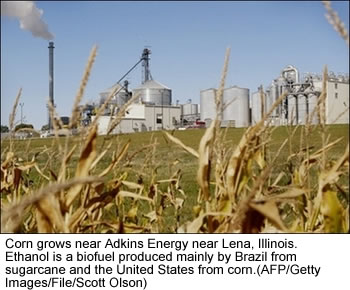 Corn grows near Adkins Energy near Lena, Illinois.
Ethanol is a biofuel produced mainly by Brazil from
sugarcane and the United States from corn.(AFP/Getty
Images/File/Scott Olson)